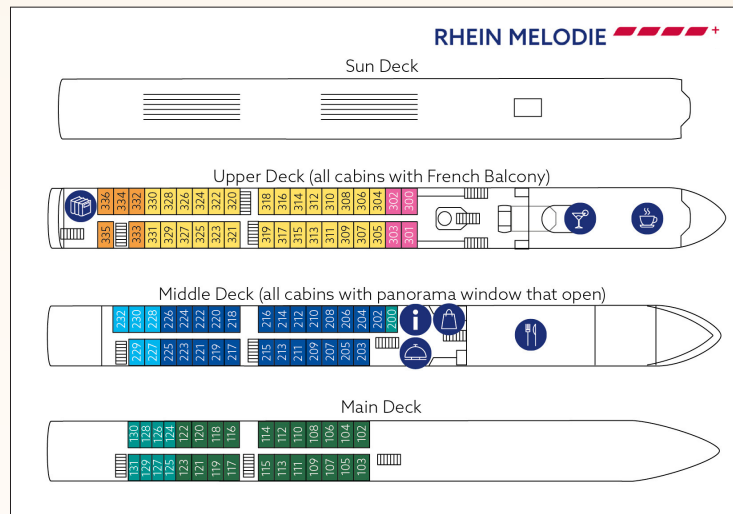 RHEIN MELODIE +
Sun Deck
Upper Deck (all cabins with French Balcony)
336 334 332 330 328 326 324 322 320 318 316 314 312 310 308 306 304 302 300
335 333 331 329 327 325 323 321 319 317 315 313 311 309 307 305 303 301
Middle Deck (all cabins with panorama window that open)
232 230 228 226 224 222 220 218 216 214 212 210 208 206 204 202 200
229 227 225 223 221 219 217 215 213 211 209 207 205 203
Main Deck
130 128 126 124 122 120 118 116 114 112 110 108 106 104 102
131 129 127 125 123 121 119 117 115 113 111 109 107 105 103